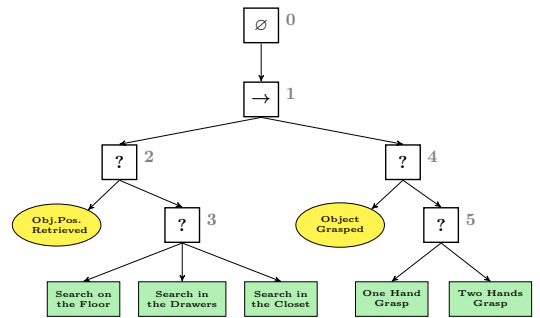 ∅ 0
→ 1
? 2
? 4
Obj.Pos.
Retrieved
? 3
Object
Grasped
? 5
Search on
the Floor
Search in
the Drawers
Search in
the Closet
One Hand
Grasp
Two Hands
Grasp